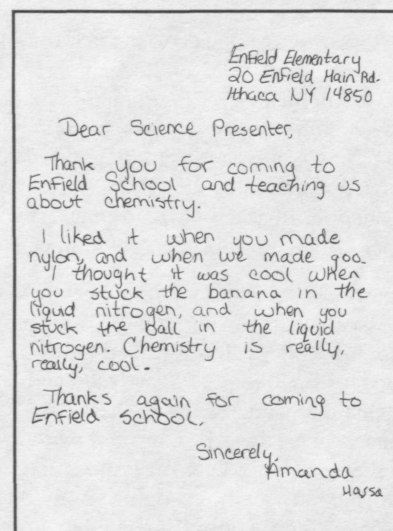 Enfield Elementary
20 Enfield Main Rd.
Ithaca NY 14850
Dear Science Presenter,
Thank you for coming to
Enfield School and teaching us
about chemistry.
I liked it when you made
nylon, and when we made goo.
I thought it was cool when
you stuck the banana in the
liquid nitrogen, and when you
stuck the ball in the liquid
nitrogen. Chemistry is really,
really, cool.
Thanks again for coming to
Enfield School.
Sincerely,
Amanda